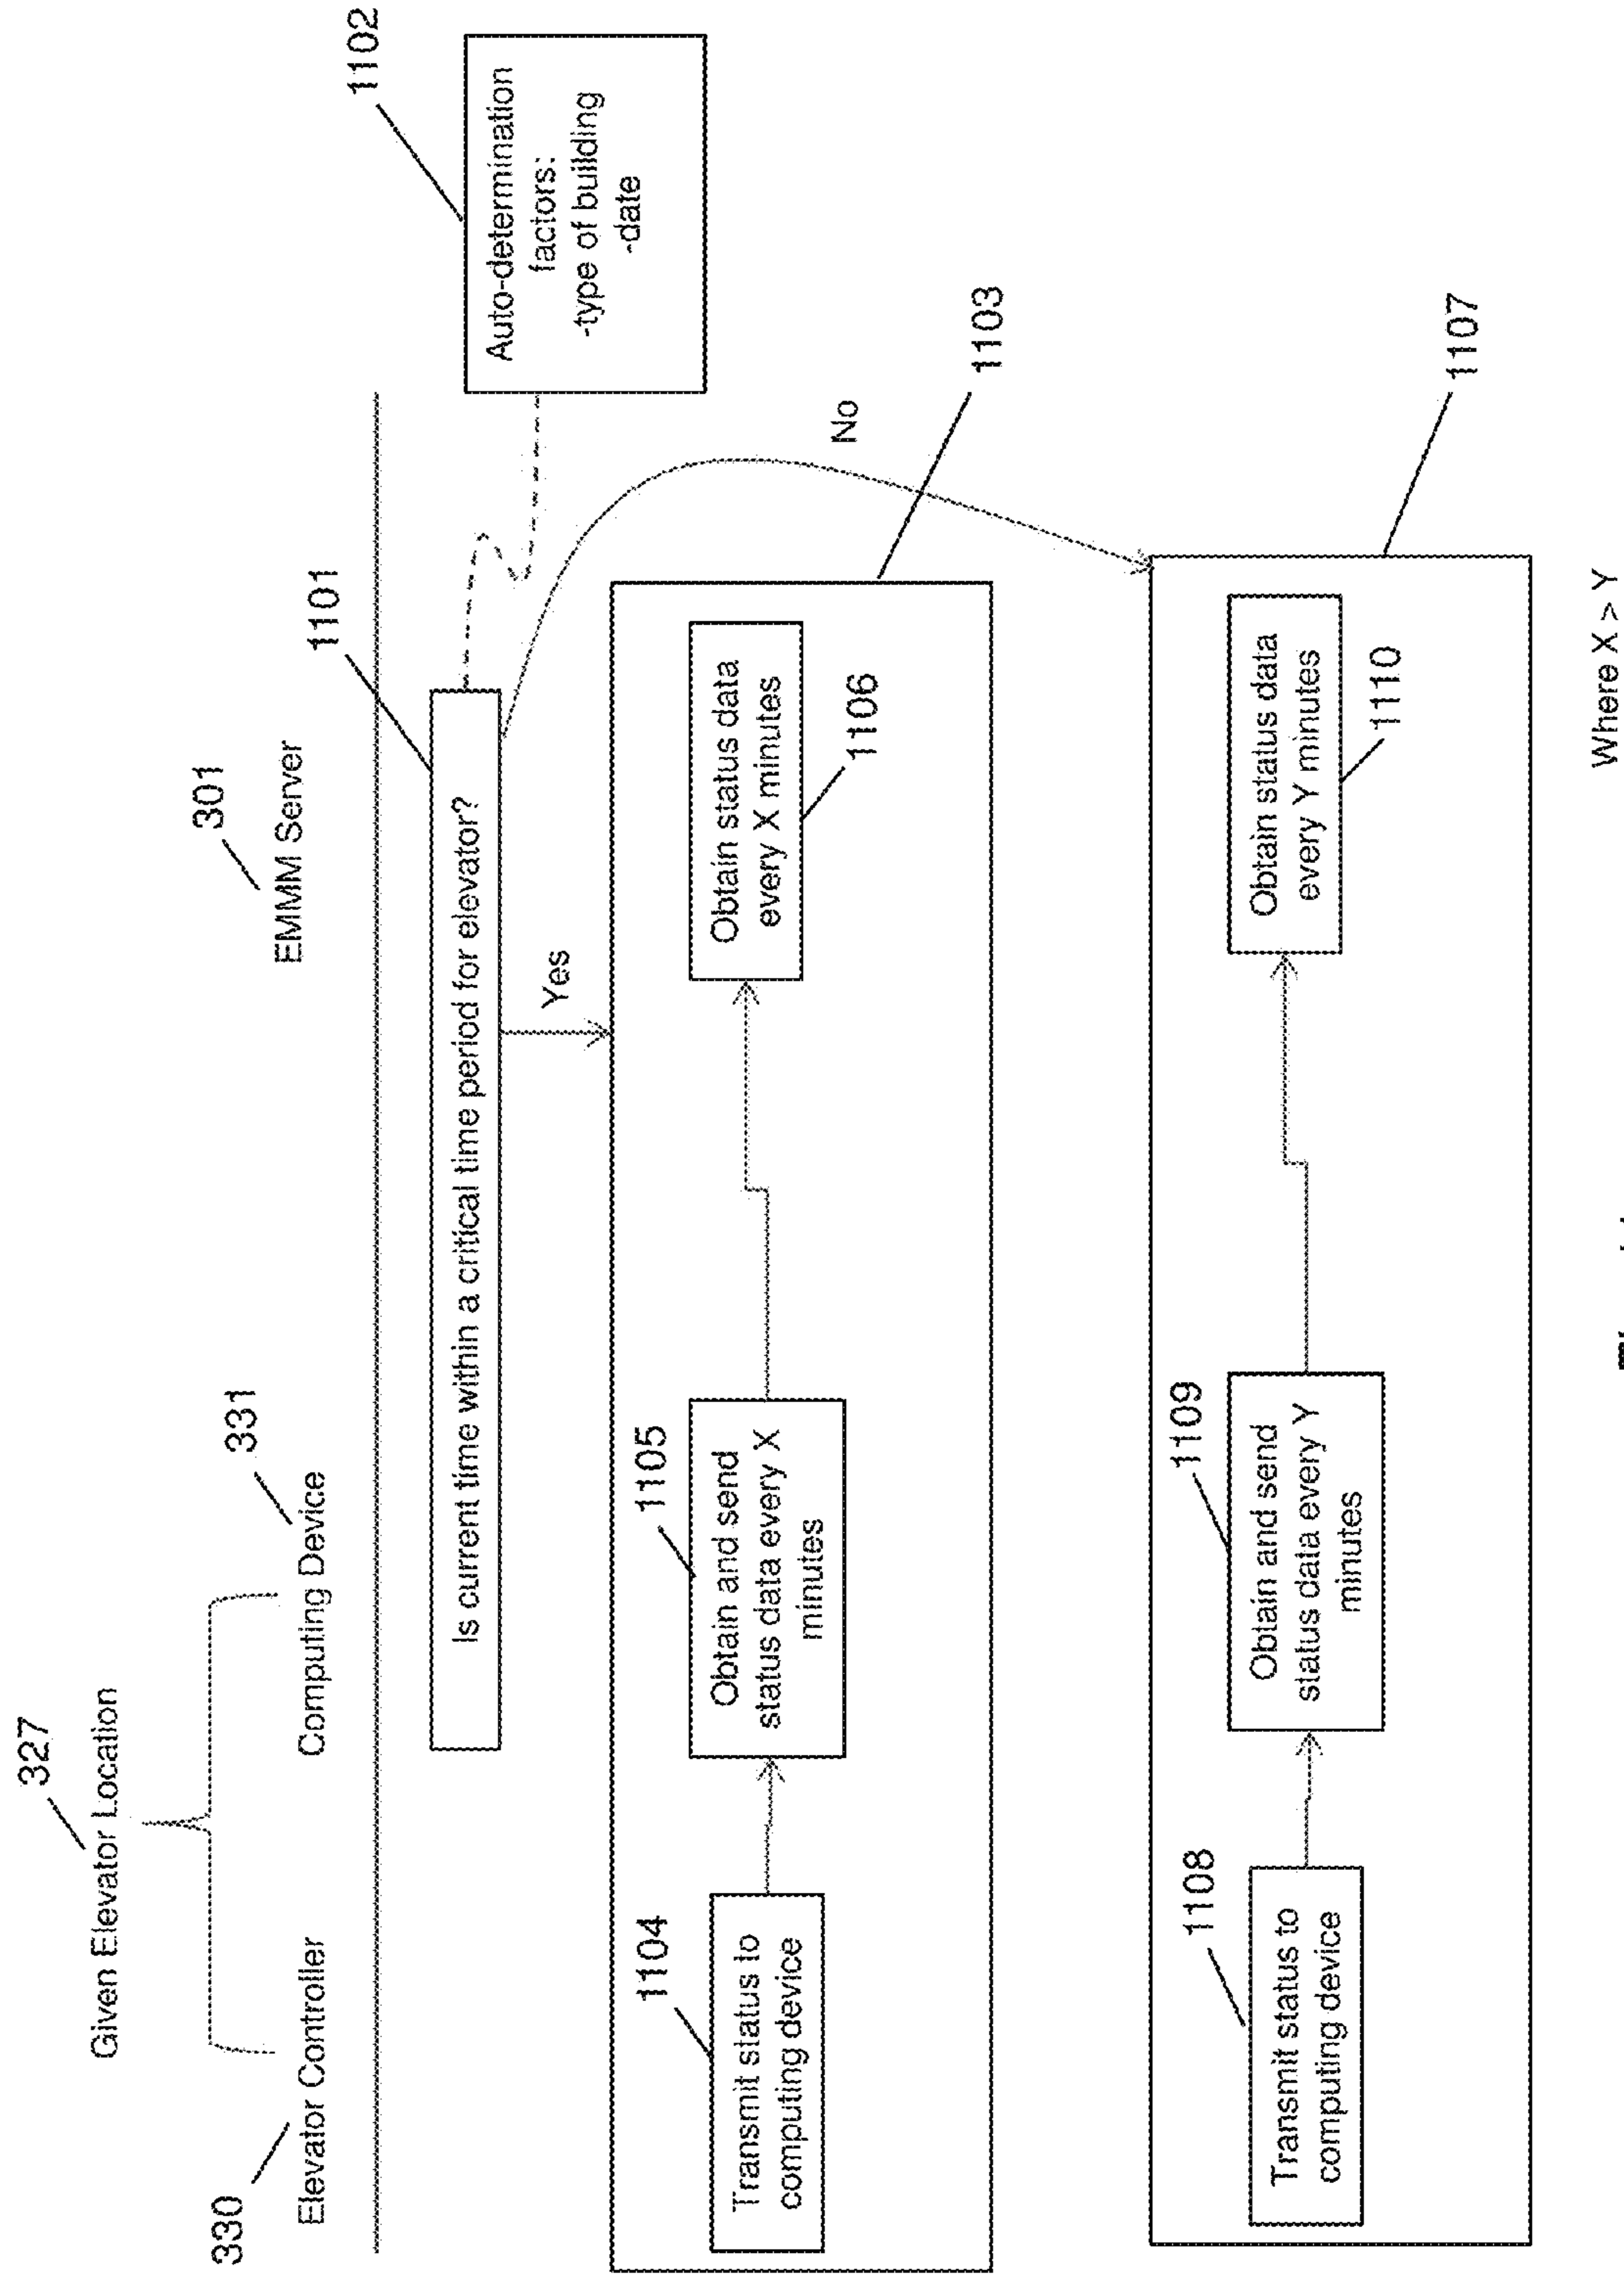 327
Given Elevator Location
330
Elevator Controller
331
Computing Device
301
EMMM Server
1101
Is current time within a critical time period for elevator?
1102
Auto-determination
factors:
-type of building
-date
Yes
No
1103
1104
Transmit status to
computing device
1105
Obtain and send
status data every X
minutes
Obtain status data
every X minutes
1106
1107
1108
Transmit status to
computing device
1109
Obtain and send
status data every Y
minutes
Obtain status data
every Y minutes
1110
Where X > Y